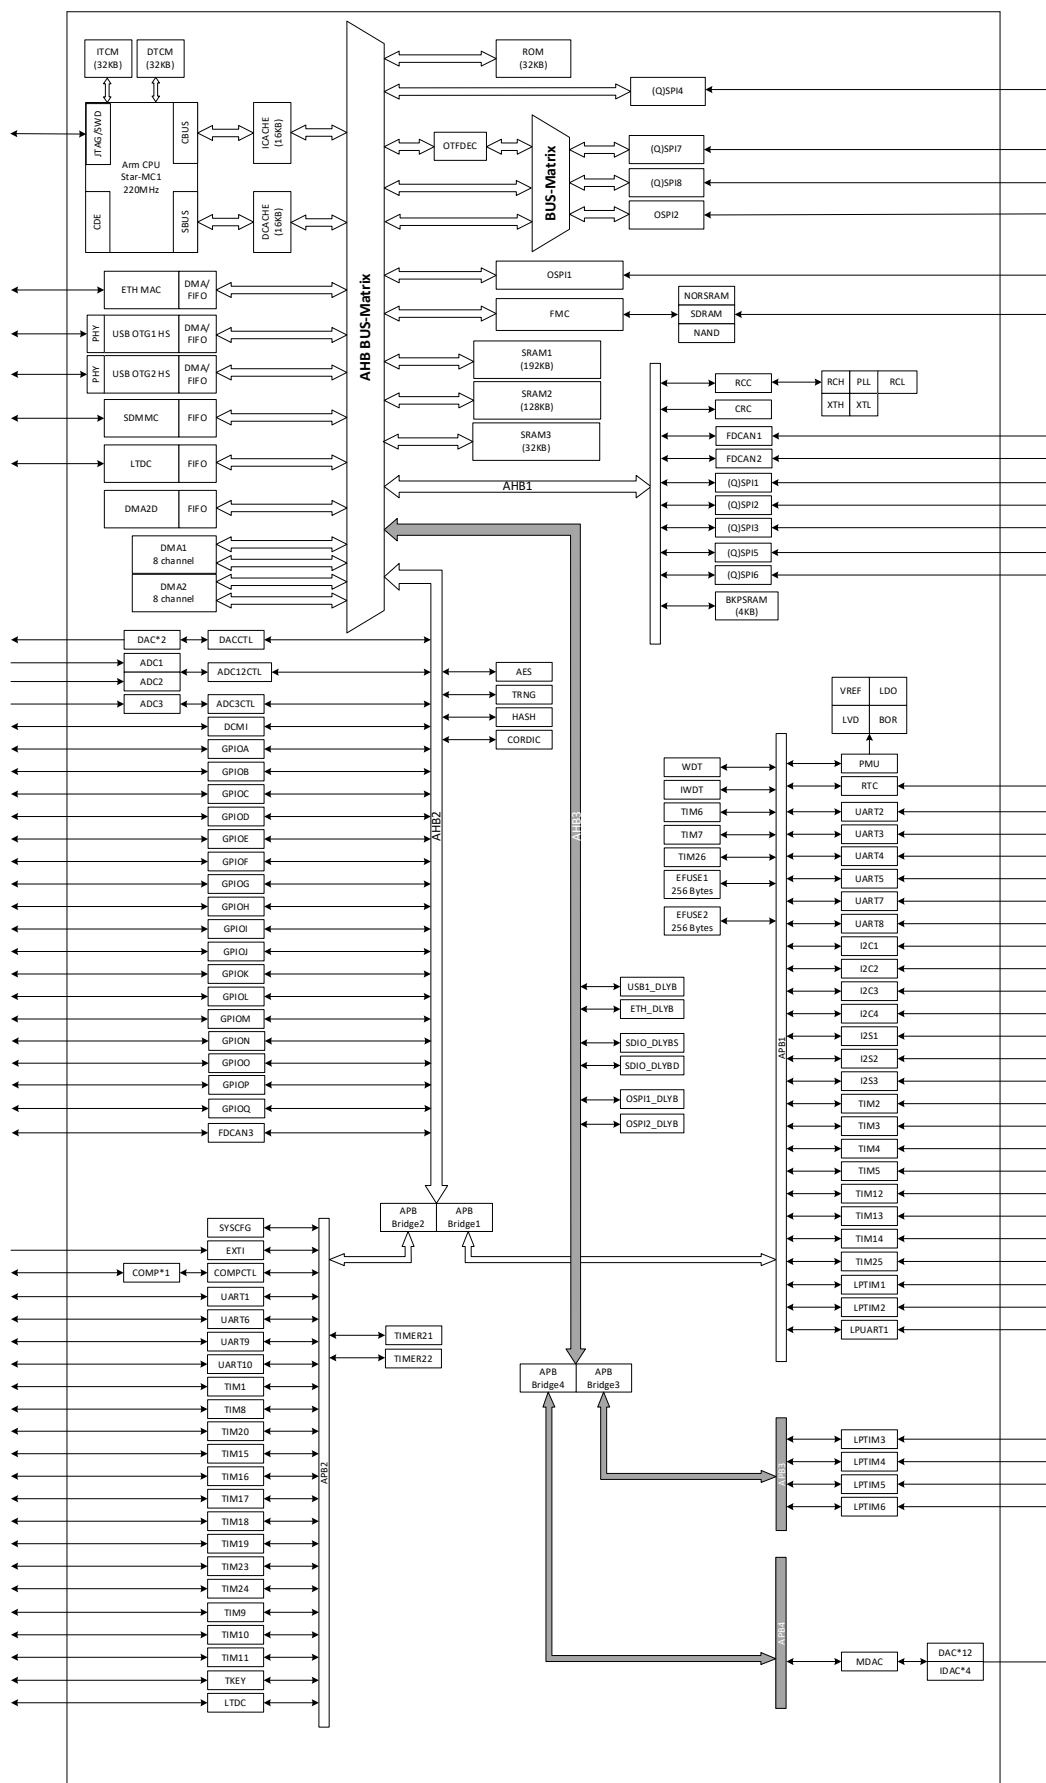 ITCM
(32KB)
DTCM
(32KB)
JTAG/SWD
CBUS
Arm CPU
Star-MC1
220MHz
CDE
SBUS
ICACHE
(16KB)
DCACHE
(16KB)
AHB BUS-Matrix
ROM
(32KB)
(Q)SPI4
OTFDEC
BUS-Matrix
(Q)SPI7
(Q)SPI8
OSPI2
OSPI1
FMC
NORSRAM
SDRAM
NAND
SRAM1
(192KB)
SRAM2
(128KB)
SRAM3
(32KB)
AHB1
ETH MAC
DMA/
FIFO
PHY
USB OTG1 HS
DMA/
FIFO
PHY
USB OTG2 HS
DMA/
FIFO
SDMMC
FIFO
LTDC
FIFO
DMA2D
FIFO
DMA1
8 channel
DMA2
8 channel
RCC
RCH
PLL
RCL
XTH
XTL
CRC
FDCAN1
FDCAN2
(Q)SPI1
(Q)SPI2
(Q)SPI3
(Q)SPI5
(Q)SPI6
BKPSRAM
(4KB)
DAC*2
DACCTL
ADC1
ADC2
ADC12CTL
ADC3
ADC3CTL
DCMI
GPIOA
GPIOB
GPIOC
GPIOD
GPIOE
GPIOF
GPIOG
GPIOH
GPIOI
GPIOJ
GPIOK
GPIOL
GPIOM
GPION
GPIOO
GPIOP
GPIOQ
FDCAN3
AHB2
AES
TRNG
HASH
CORDIC
AHB3
USB1_DLYB
ETH_DLYB
SDIO_DLYBS
SDIO_DLYBD
OSPI1_DLYB
OSPI2_DLYB
VREF
LDO
LVD
BOR
WDT
IWDT
TIM6
TIM7
TIM26
EFUSE1
256 Bytes
EFUSE2
256 Bytes
APB1
PMU
RTC
UART2
UART3
UART4
UART5
UART7
UART8
I2C1
I2C2
I2C3
I2C4
I2S1
I2S2
I2S3
TIM2
TIM3
TIM4
TIM5
TIM12
TIM13
TIM14
TIM25
LPTIM1
LPTIM2
LPUART1
APB
Bridge2
APB
Bridge1
SYSCFG
EXTI
COMP*1
COMPCTL
UART1
UART6
UART9
UART10
TIM1
TIM8
TIM20
TIM15
TIM16
TIM17
TIM18
TIM19
TIM23
TIM24
TIM9
TIM10
TIM11
TKEY
LTDC
APB2
TIMER21
TIMER22
APB
Bridge4
APB
Bridge3
APB3
LPTIM3
LPTIM4
LPTIM5
LPTIM6
APB4
MDAC
DAC*12
IDAC*4